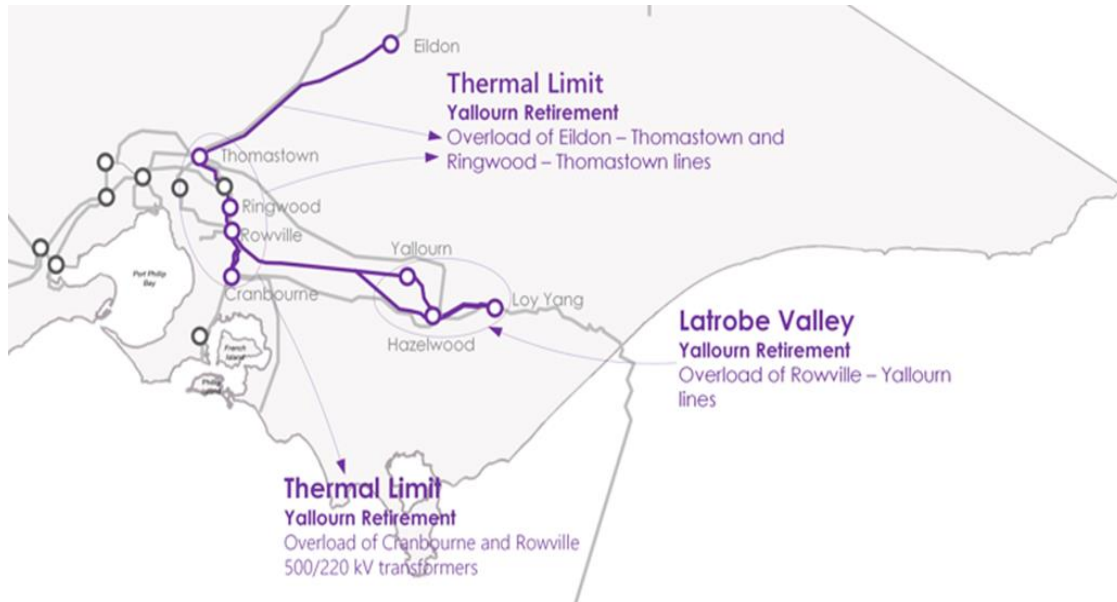 Eildon
Thermal Limit
Yallourn Retirement
Overload of Eildon – Thomastown and
Ringwood – Thomastown lines
Thomastown
Ringwood
Rowville
Yallourn
Port Phillip
Bay
Cranbourne
Loy Yang
Hazelwood
French
Island
Phillip
Latrobe Valley
Yallourn Retirement
Overload of Rowville – Yallourn
lines
Thermal Limit
Yallourn Retirement
Overload of Cranbourne and Rowville
500/220 kV transformers